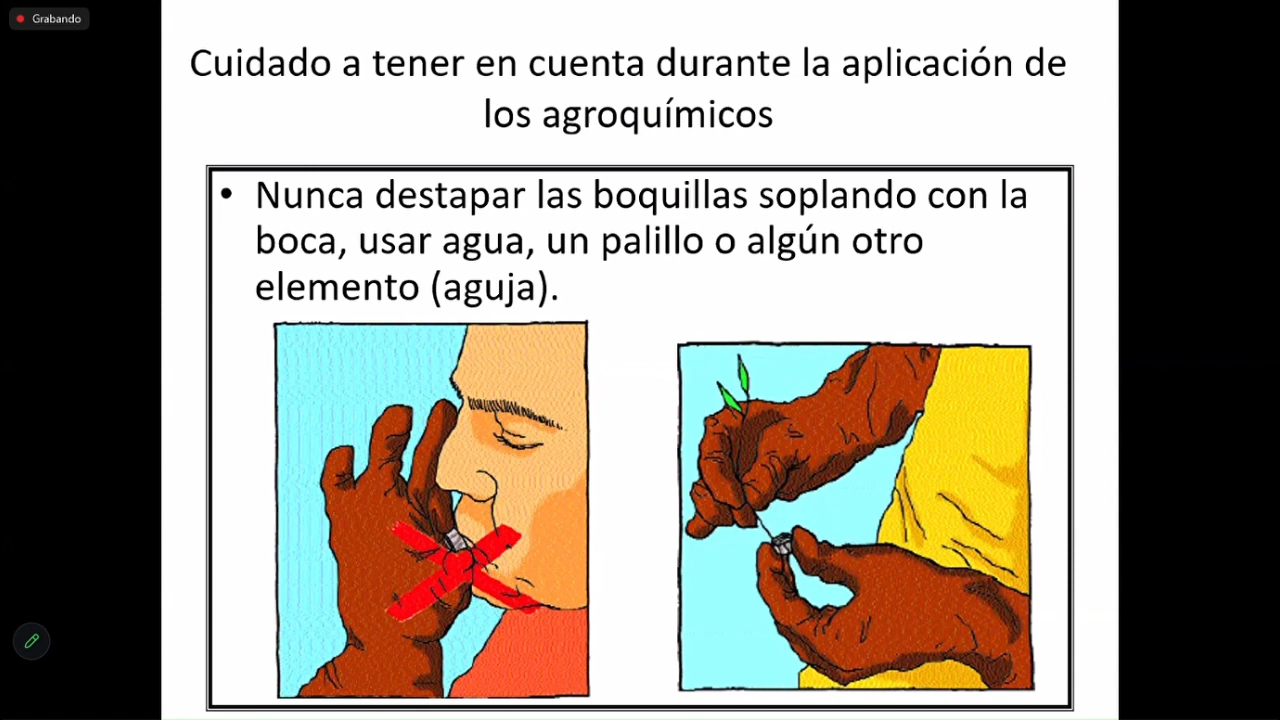 Grabando
Cuidado a tener en cuenta durante la aplicación de
los agroquímicos
• Nunca destapar las boquillas soplando con la
boca, usar agua, un palillo o algún otro
elemento (aguja).